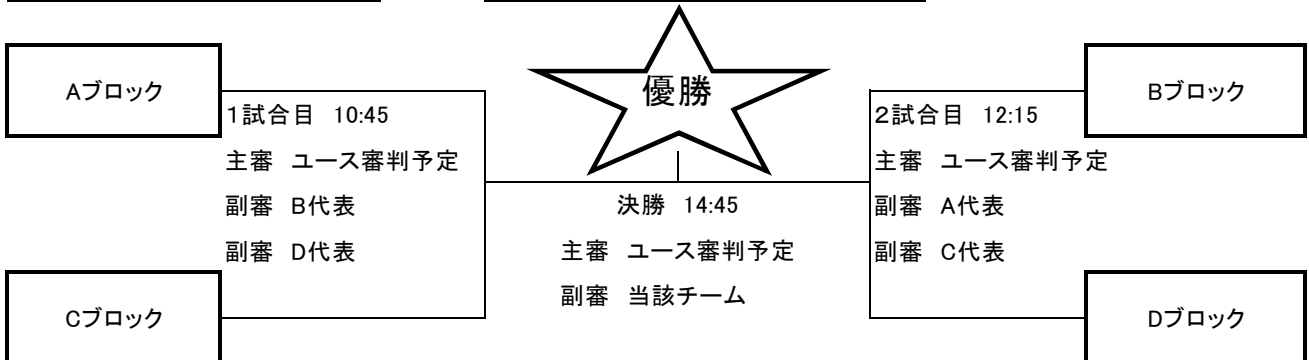 優勝
Aブロック
1試合目 10:45
主審 ユース審判予定
副審 B代表
副審 D代表
Cブロック
決勝 14:45
主審 ユース審判予定
副審 当該チーム
Bブロック
2試合目 12:15
主審 ユース審判予定
副審 A代表
副審 C代表
Dブロック